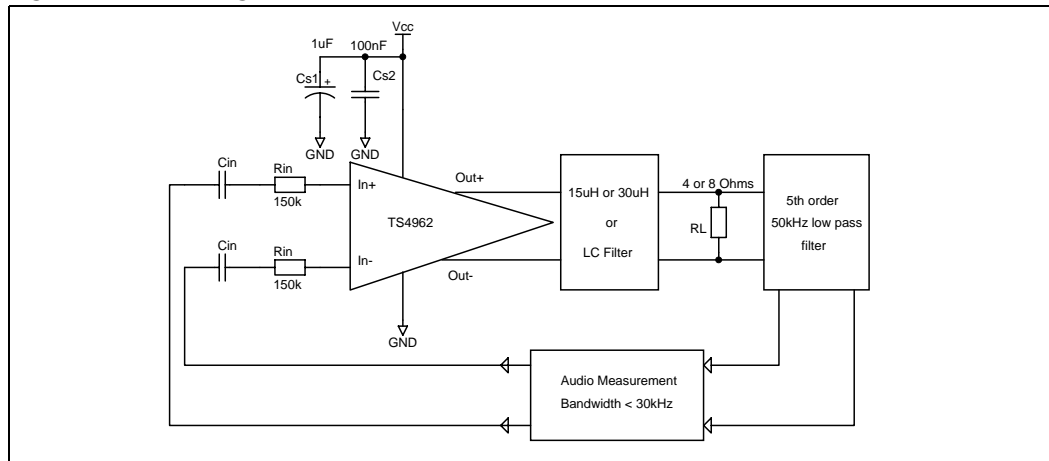 Vcc
1uF
100nF
Cs1
+
Cs2
GND
GND
Cin
Rin
150k
In+
Out+
TS4962
Cin
Rin
150k
In-
Out-
GND
15uH or 30uH
or
LC Filter
4 or 8 Ohms
RL
5th order
50kHz low pass
filter
Audio Measurement
Bandwidth < 30kHz